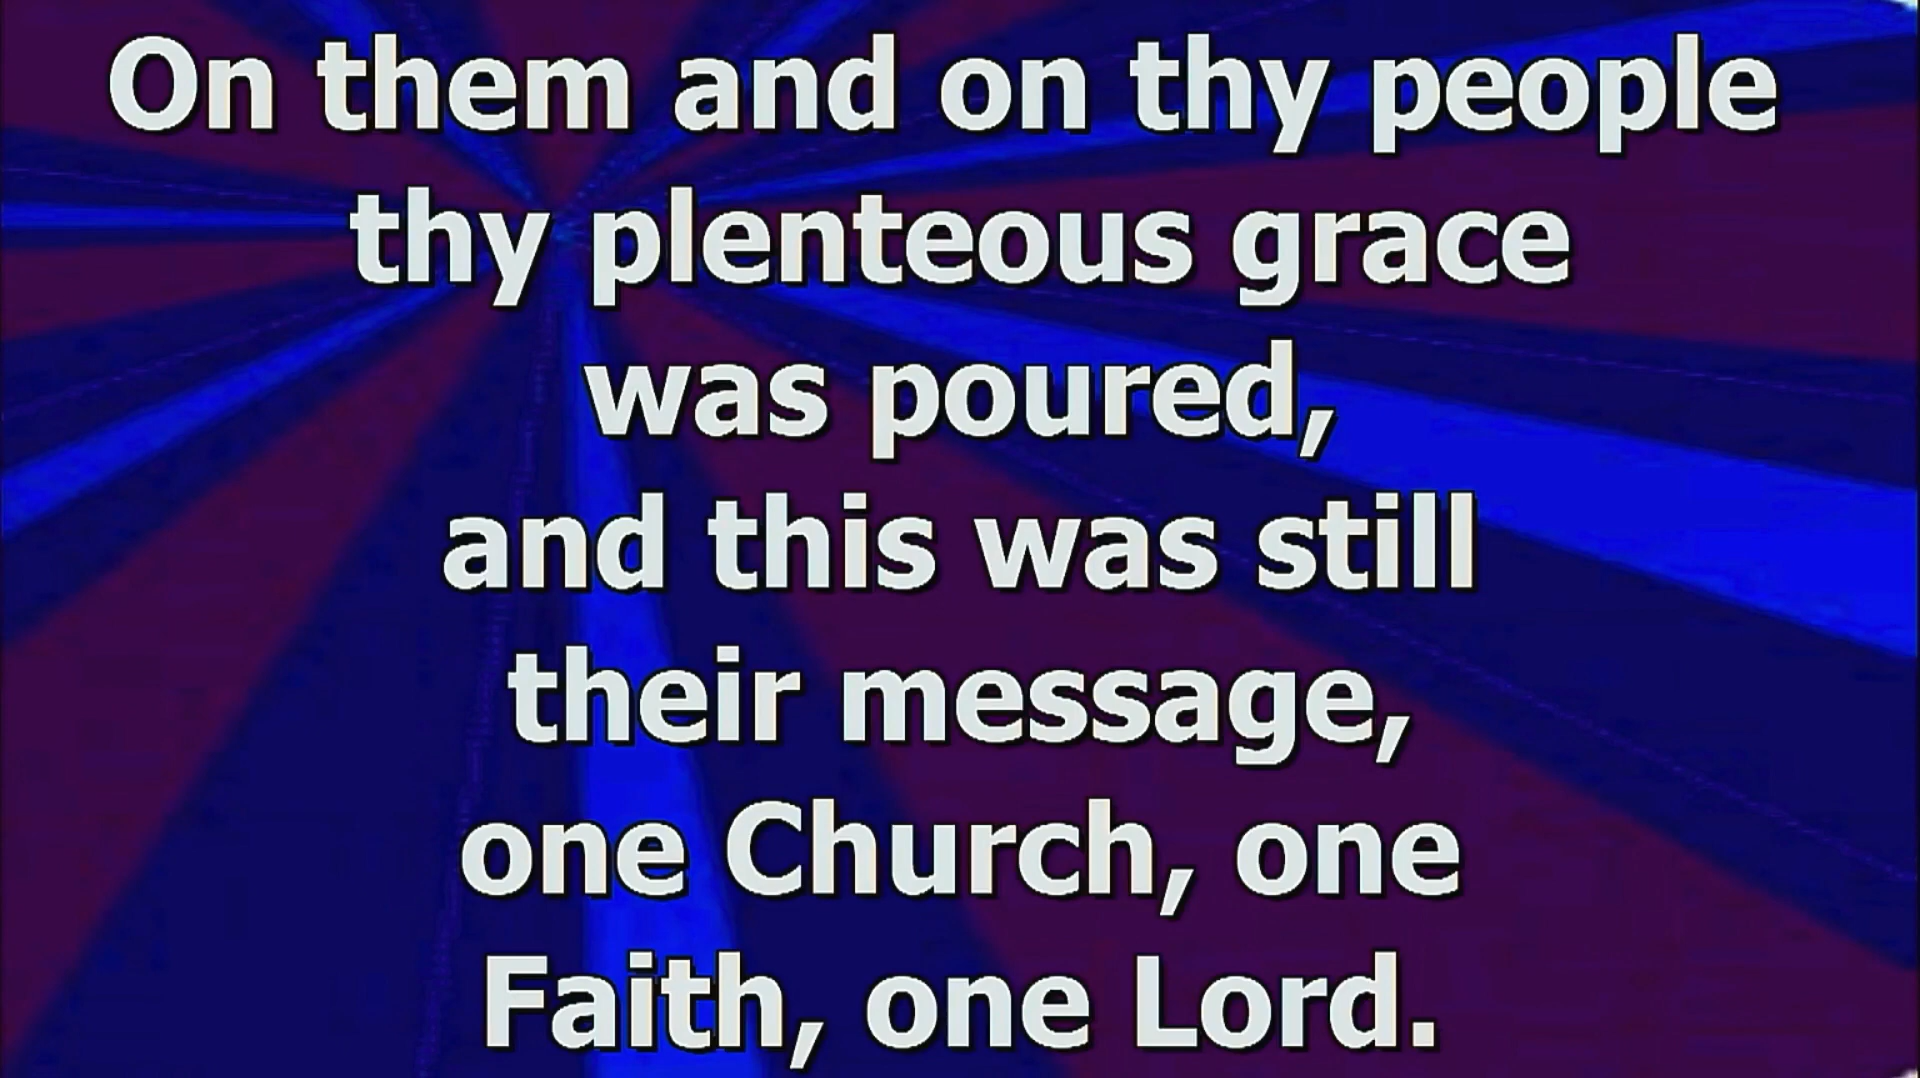 On them and on thy people
thy plenteous grace
was poured,
and this was still
their message,
one Church, one
Faith, one Lord.